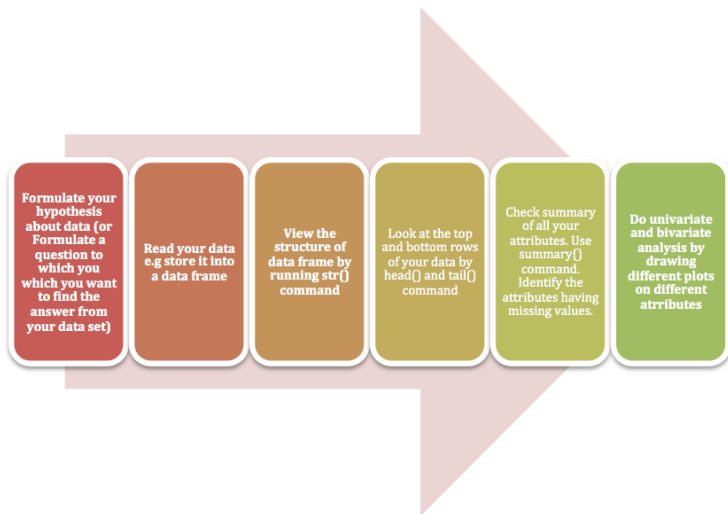 Formulate your
hypothesis
about data (or
Formulate a
question to
which you
which you want
to find the
answer from
your data set)
Read your data
e.g store it into
a data frame
View the
structure of
data frame by
running str()
command
Look at the top
and bottom rows
of your data by
head() and tail()
command
Check summary
of all your
attributes. Use
summary()
command.
Identify the
attributes having
missing values.
Do univariate
and bivariate
analysis by
drawing
different plots
on different
atrributes